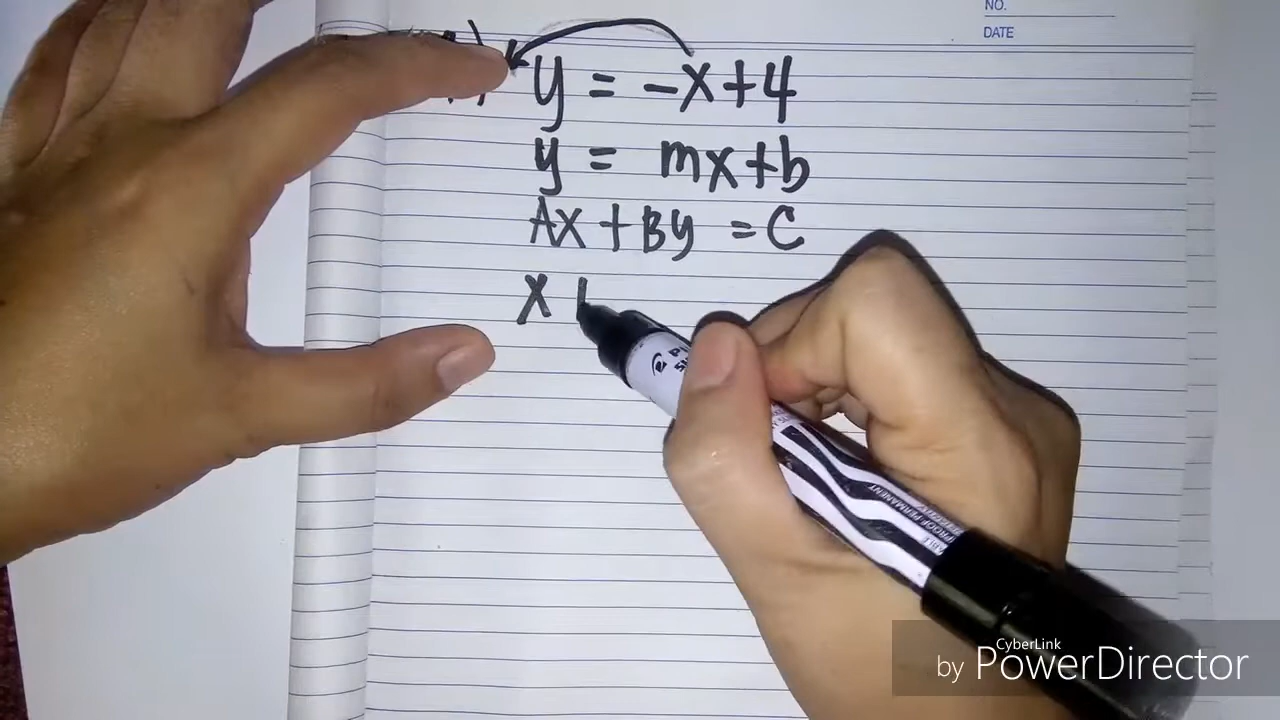 NO.
DATE
y = -x+4
y = mx+b
Ax + By = C
x
CyberLink
by PowerDirector